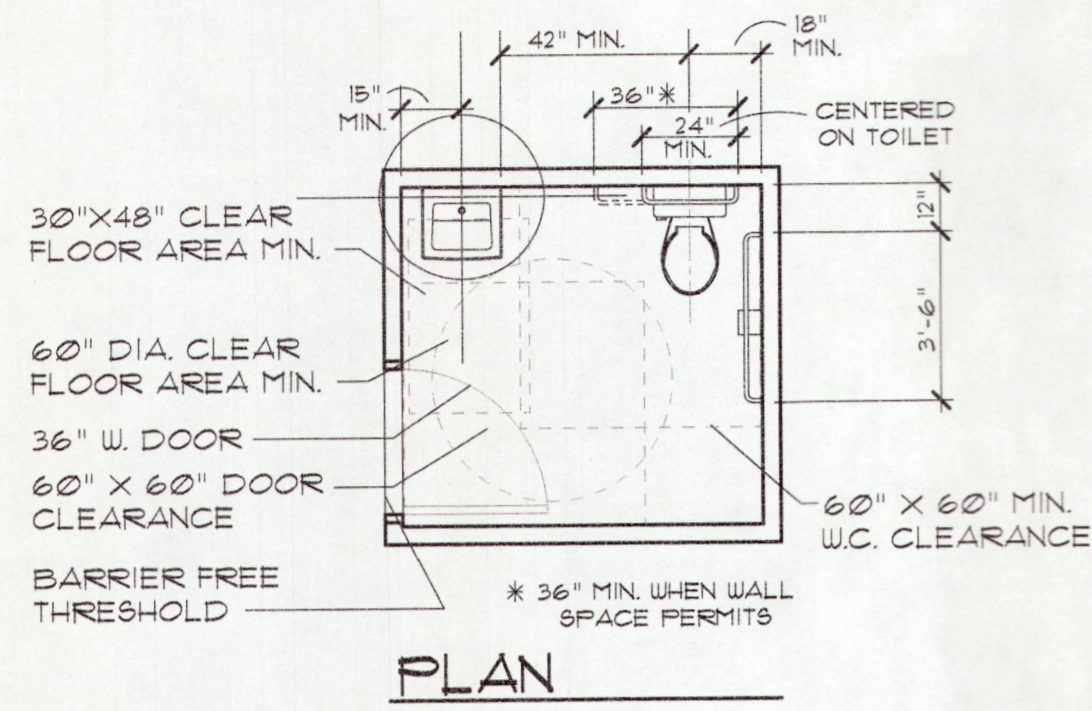 42" MIN.
18"
MIN.
15"
MIN.
36"*
24"
MIN.
CENTERED
ON TOILET
30"X48" CLEAR
FLOOR AREA MIN.
12"
3'-6"
60" DIA. CLEAR
FLOOR AREA MIN.
36" W. DOOR
60" X 60" DOOR
CLEARANCE
60" X 60" MIN.
W.C. CLEARANCE
BARRIER FREE
THRESHOLD
* 36" MIN. WHEN WALL
SPACE PERMITS
PLAN